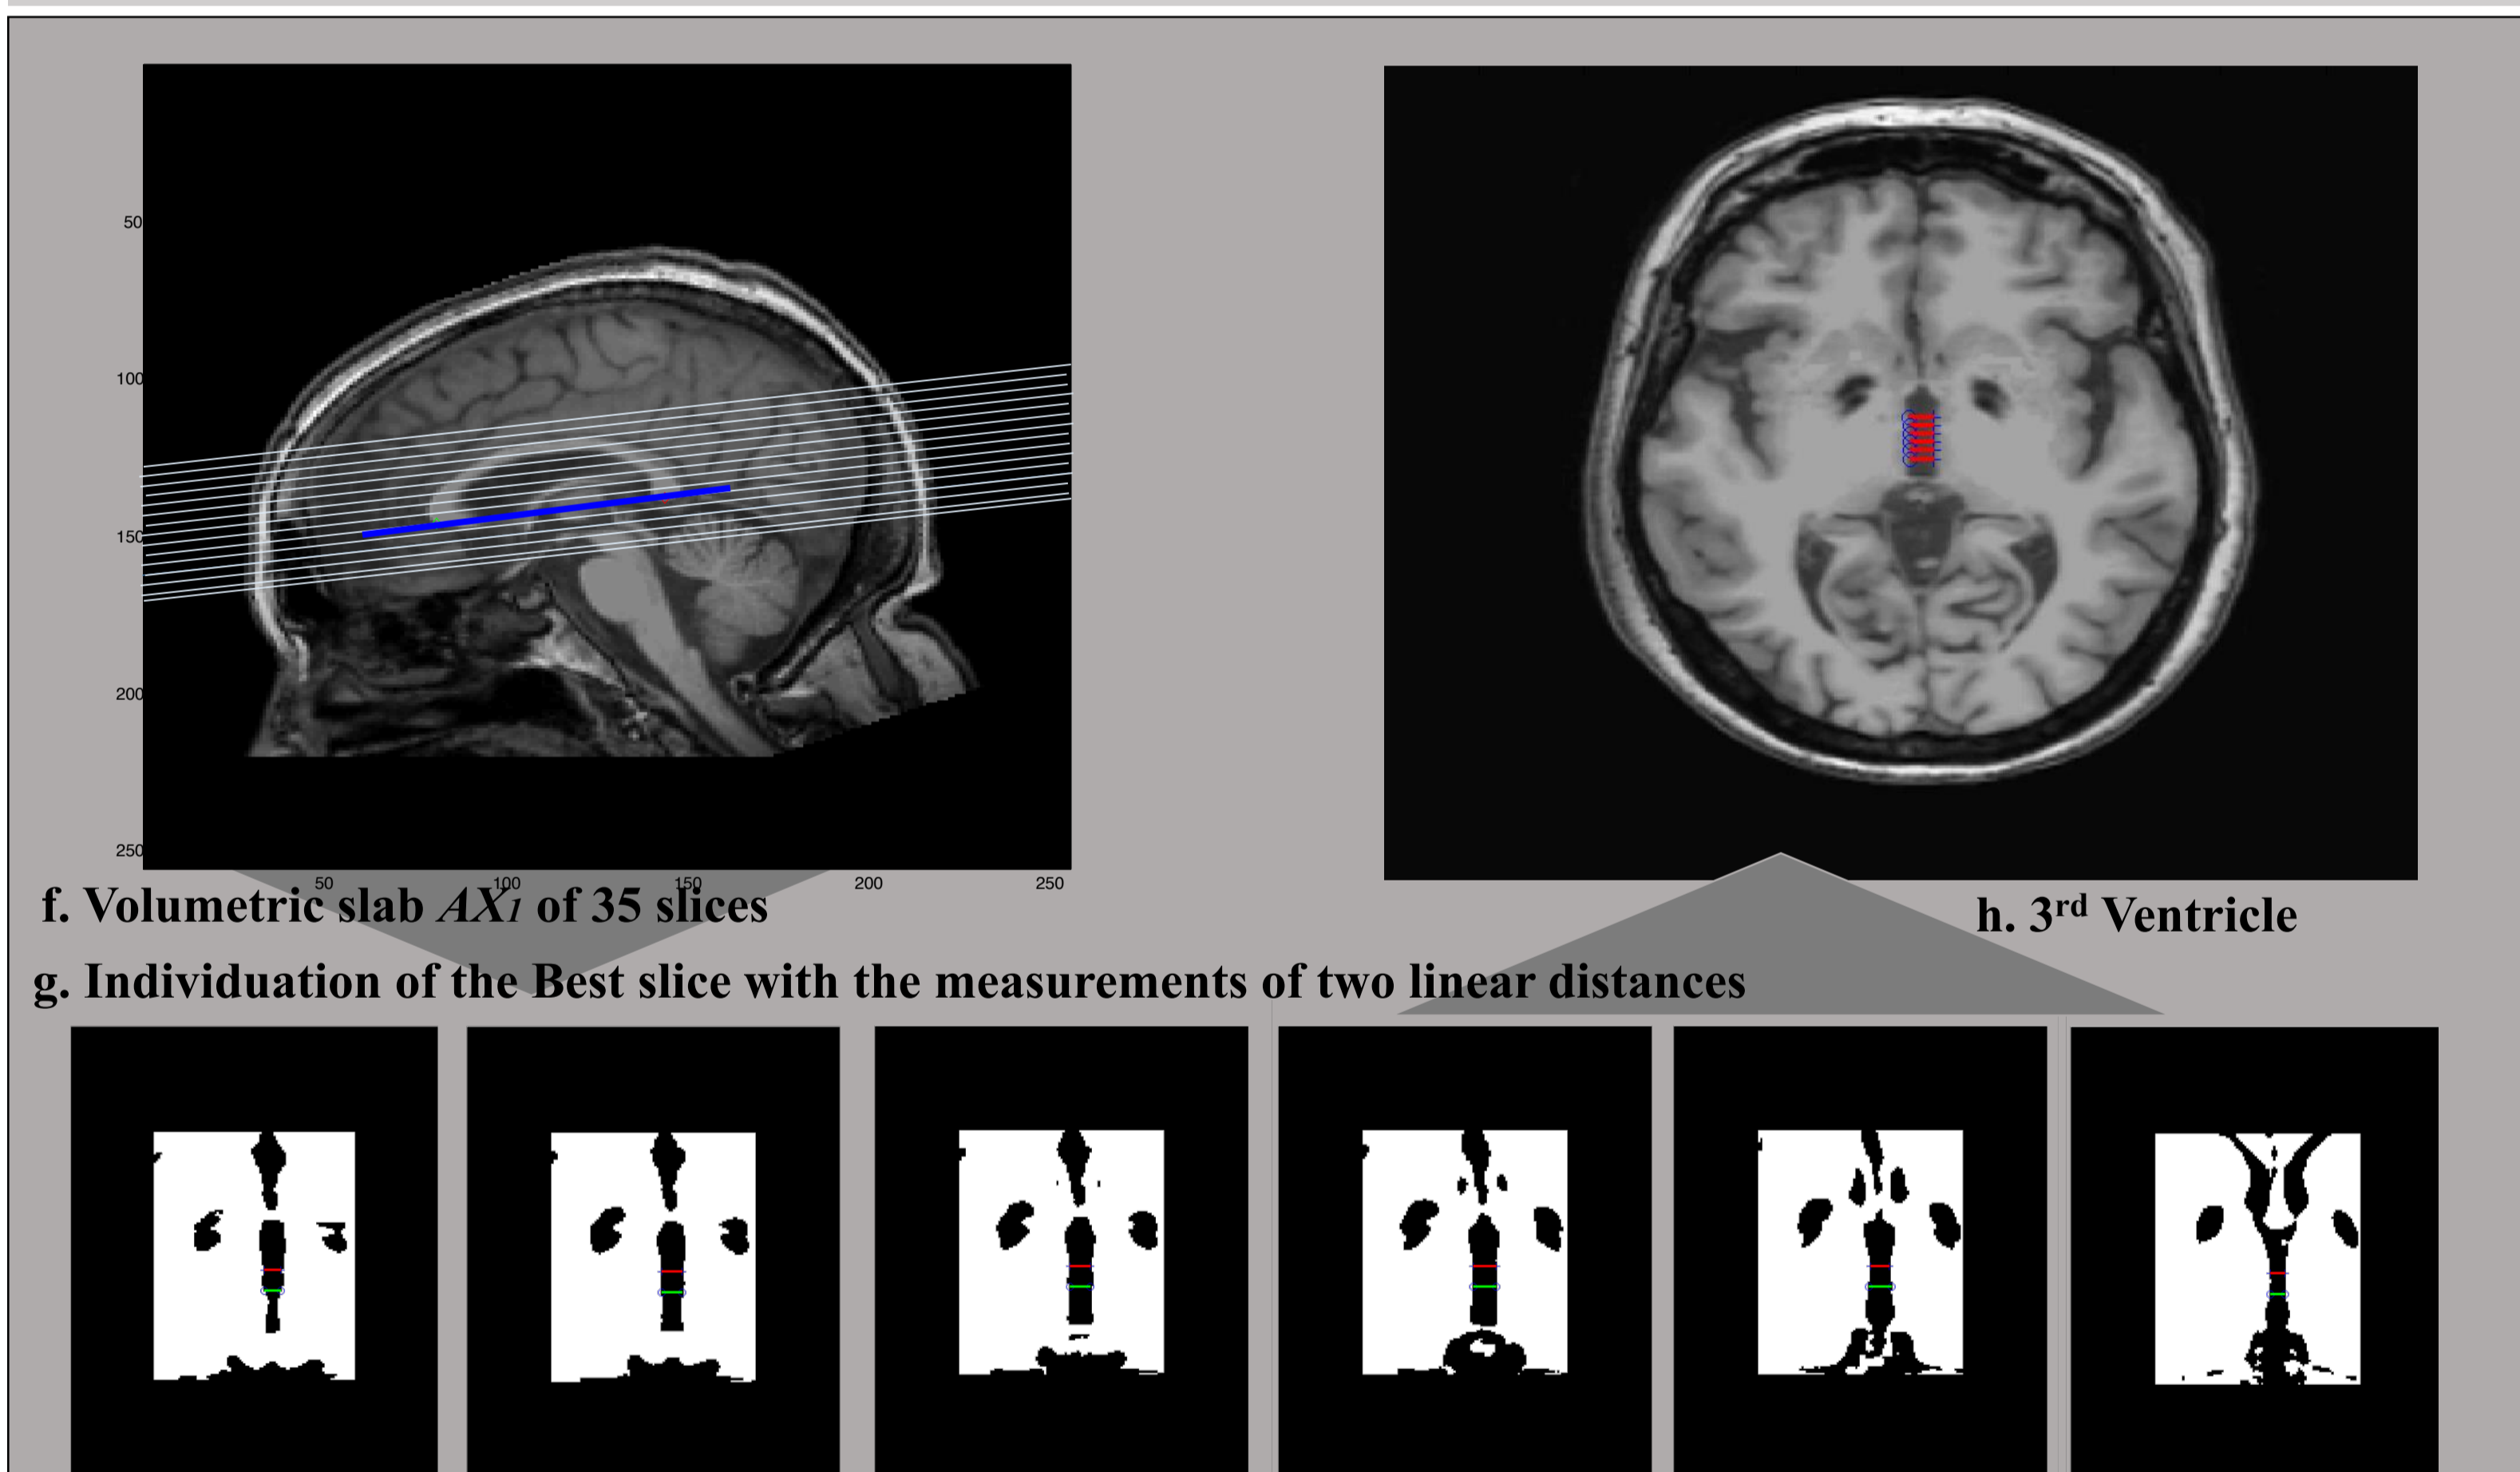 50
100
150
200
250
50 100 150 200 250
f. Volumetric slab AX1 of 35 slices
h. 3rd Ventricle
g. Individuation of the Best slice with the measurements of two linear distances